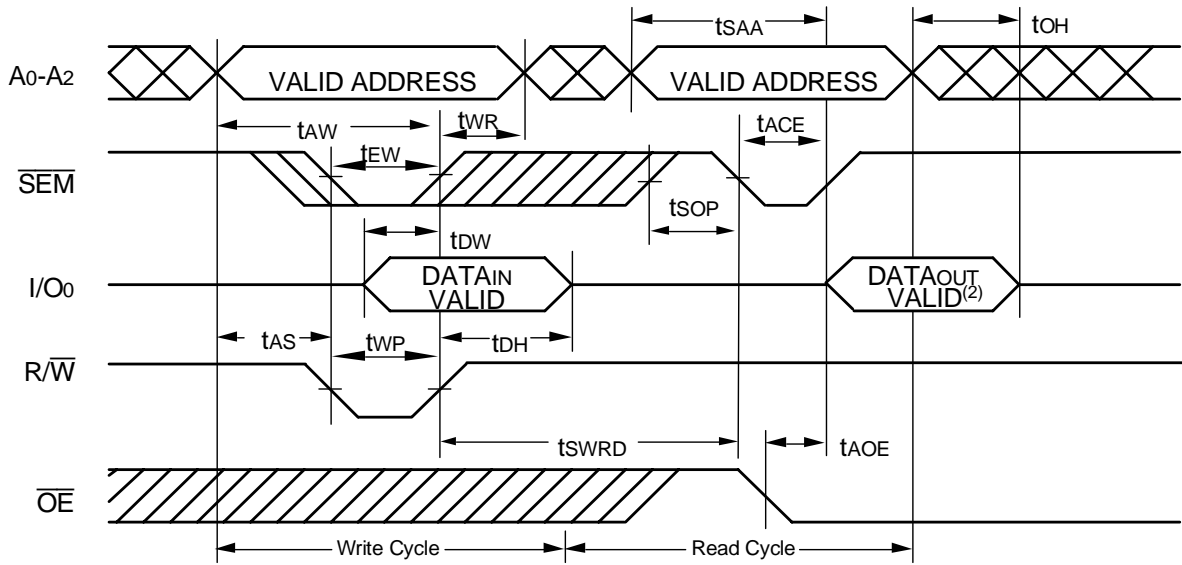 tSAA
tOH
A0-A2
VALID ADDRESS
VALID ADDRESS
tAW
tWR
tACE
tEW
SEM
tSOP
tDW
I/O0
DATAIN
VALID
DATAOUT
VALID(2)
tAS
tWP
tDH
R/W
tSWRD
tAOE
OE
Write Cycle
Read Cycle